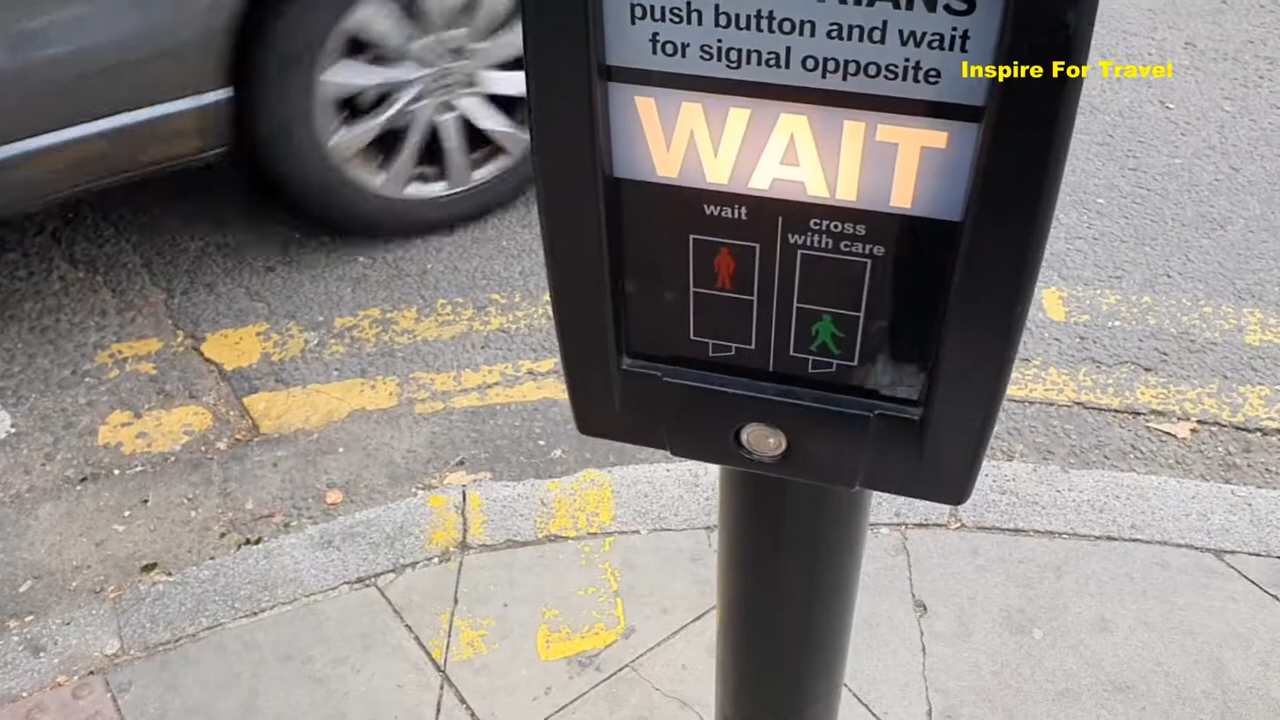 push button and wait
for signal opposite
Inspire For Travel
WAIT
wait
cross
with care